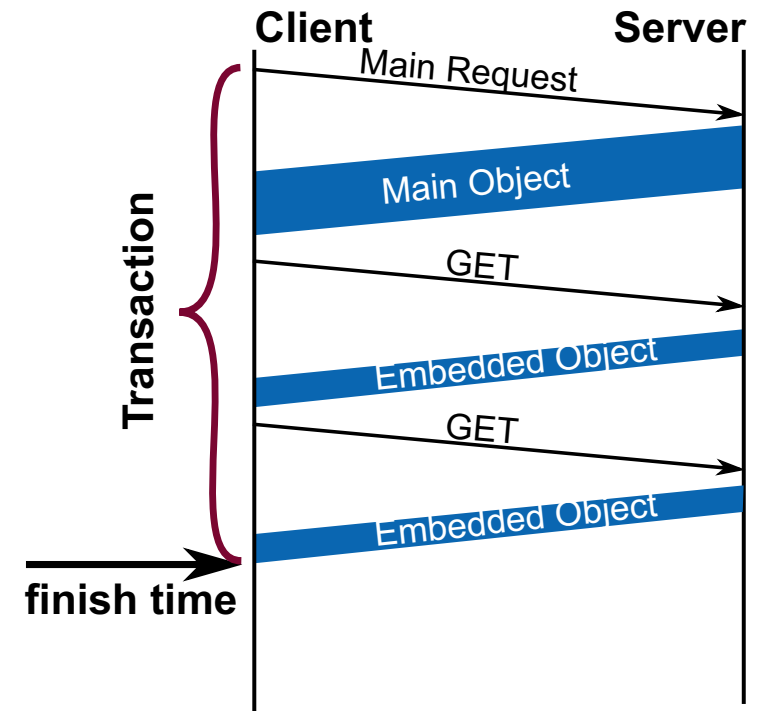 Client
Server
Main Request
Main Object
GET
Embedded Object
GET
Embedded Object
Transaction
finish time